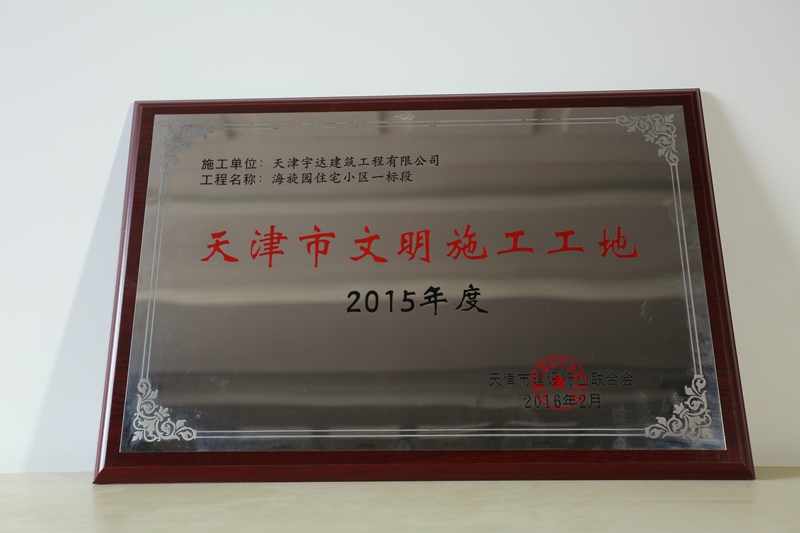 施工单位：天津宇达建筑工程有限公司
工程名称：海旋园住宅小区一标段
天津市文明施工工地
2015年度
天津市建设行业联合会
2016年2月